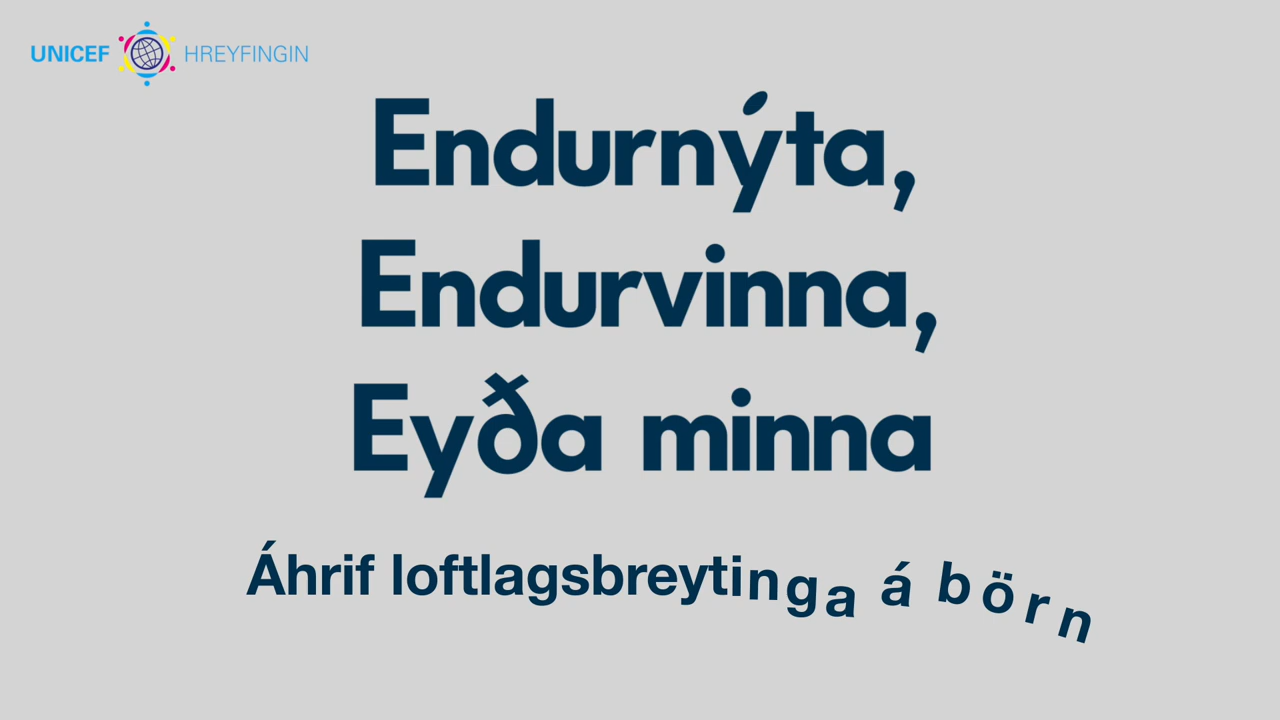 UNICEF HREYFINGIN
Endurnýta,
Endurvinna,
Eyða minna
Áhrif loftlagsbreytinga á börn